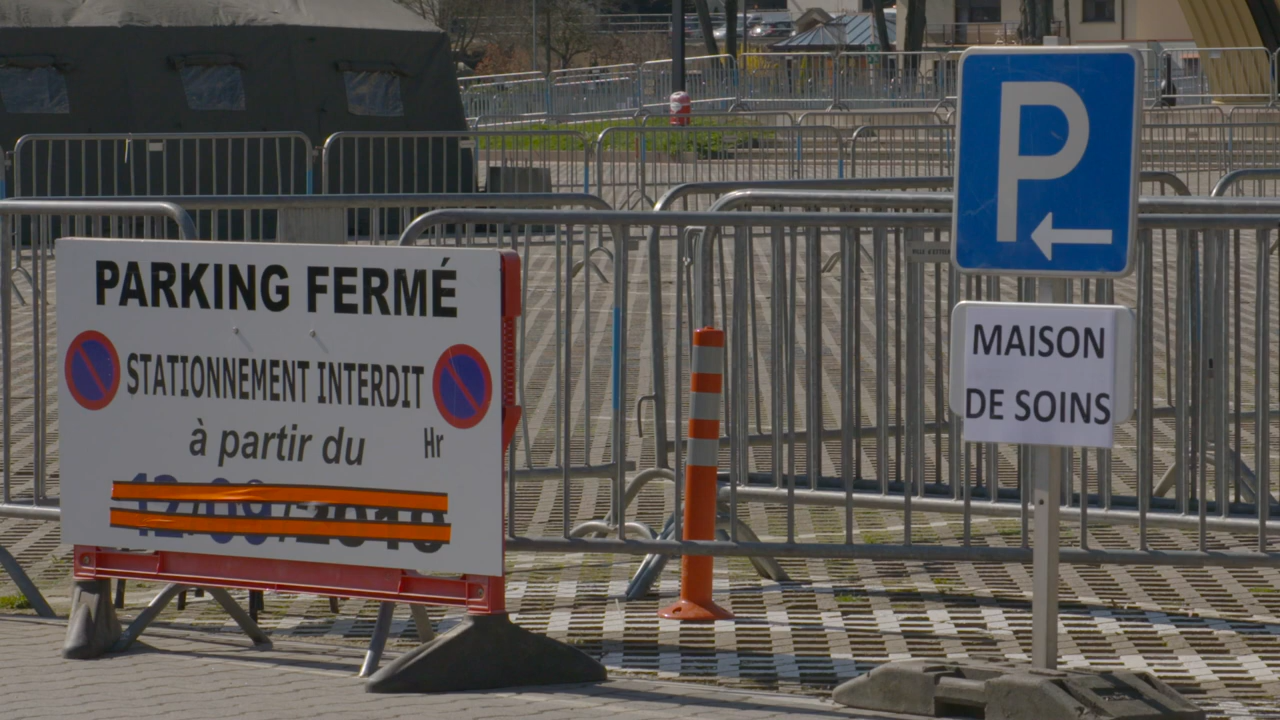 PARKING FERMÉ
STATIONNEMENT INTERDIT
à partir du Hr
P
MAISON
DE SOINS